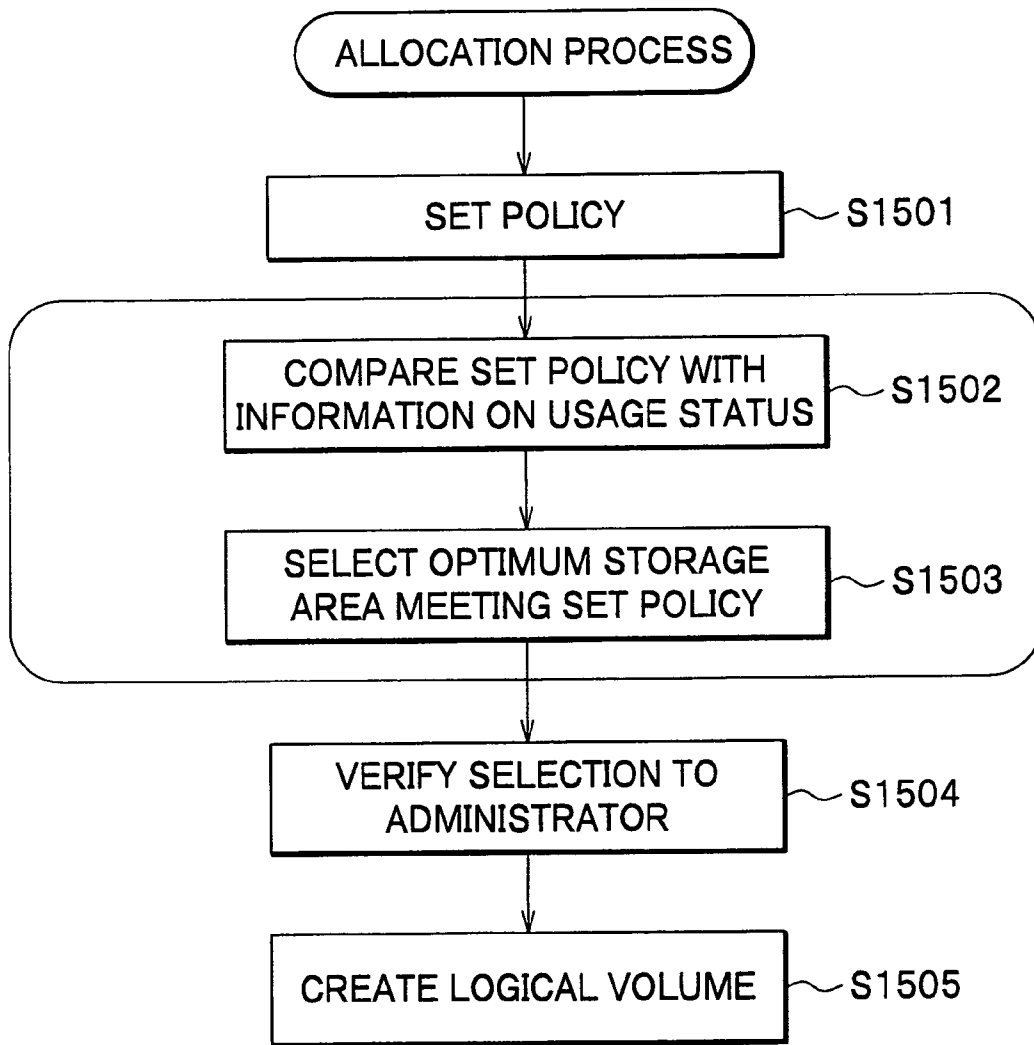 ALLOCATION PROCESS
SET POLICY
S1501
COMPARE SET POLICY WITH
INFORMATION ON USAGE STATUS
S1502
SELECT OPTIMUM STORAGE
AREA MEETING SET POLICY
S1503
VERIFY SELECTION TO
ADMINISTRATOR
S1504
CREATE LOGICAL VOLUME
S1505